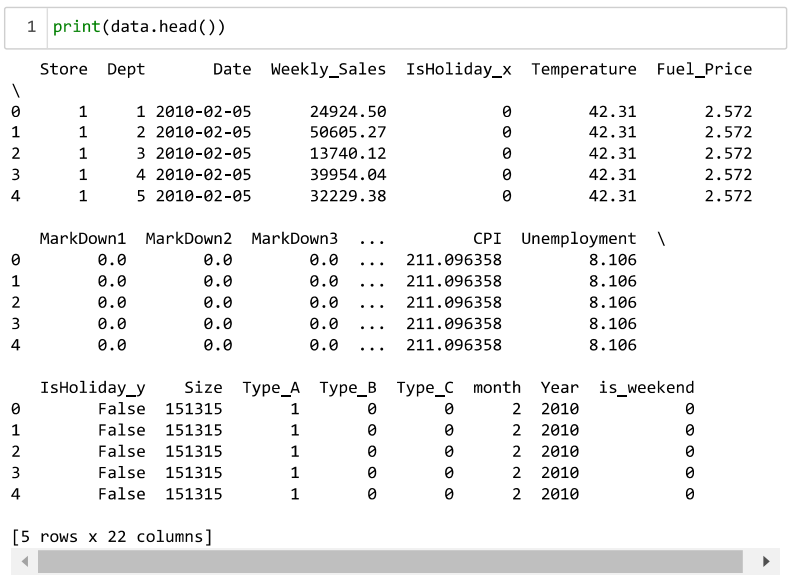 1 print(data.head())
   Store  Dept       Date  Weekly_Sales  IsHoliday_x  Temperature  Fuel_Price
\
0      1     1 2010-02-05      24924.50            0        42.31       2.572
1      1     2 2010-02-05      50605.27            0        42.31       2.572
2      1     3 2010-02-05      13740.12            0        42.31       2.572
3      1     4 2010-02-05      39954.04            0        42.31       2.572
4      1     5 2010-02-05      32229.38            0        42.31       2.572
   MarkDown1  MarkDown2  MarkDown3  ...         CPI  Unemployment  \
0        0.0        0.0        0.0  ...  211.096358         8.106
1        0.0        0.0        0.0  ...  211.096358         8.106
2        0.0        0.0        0.0  ...  211.096358         8.106
3        0.0        0.0        0.0  ...  211.096358         8.106
4        0.0        0.0        0.0  ...  211.096358         8.106
   IsHoliday_y    Size  Type_A  Type_B  Type_C  month  Year  is_weekend
0        False  151315       1       0       0      2  2010           0
1        False  151315       1       0       0      2  2010           0
2        False  151315       1       0       0      2  2010           0
3        False  151315       1       0       0      2  2010           0
4        False  151315       1       0       0      2  2010           0
[5 rows x 22 columns]